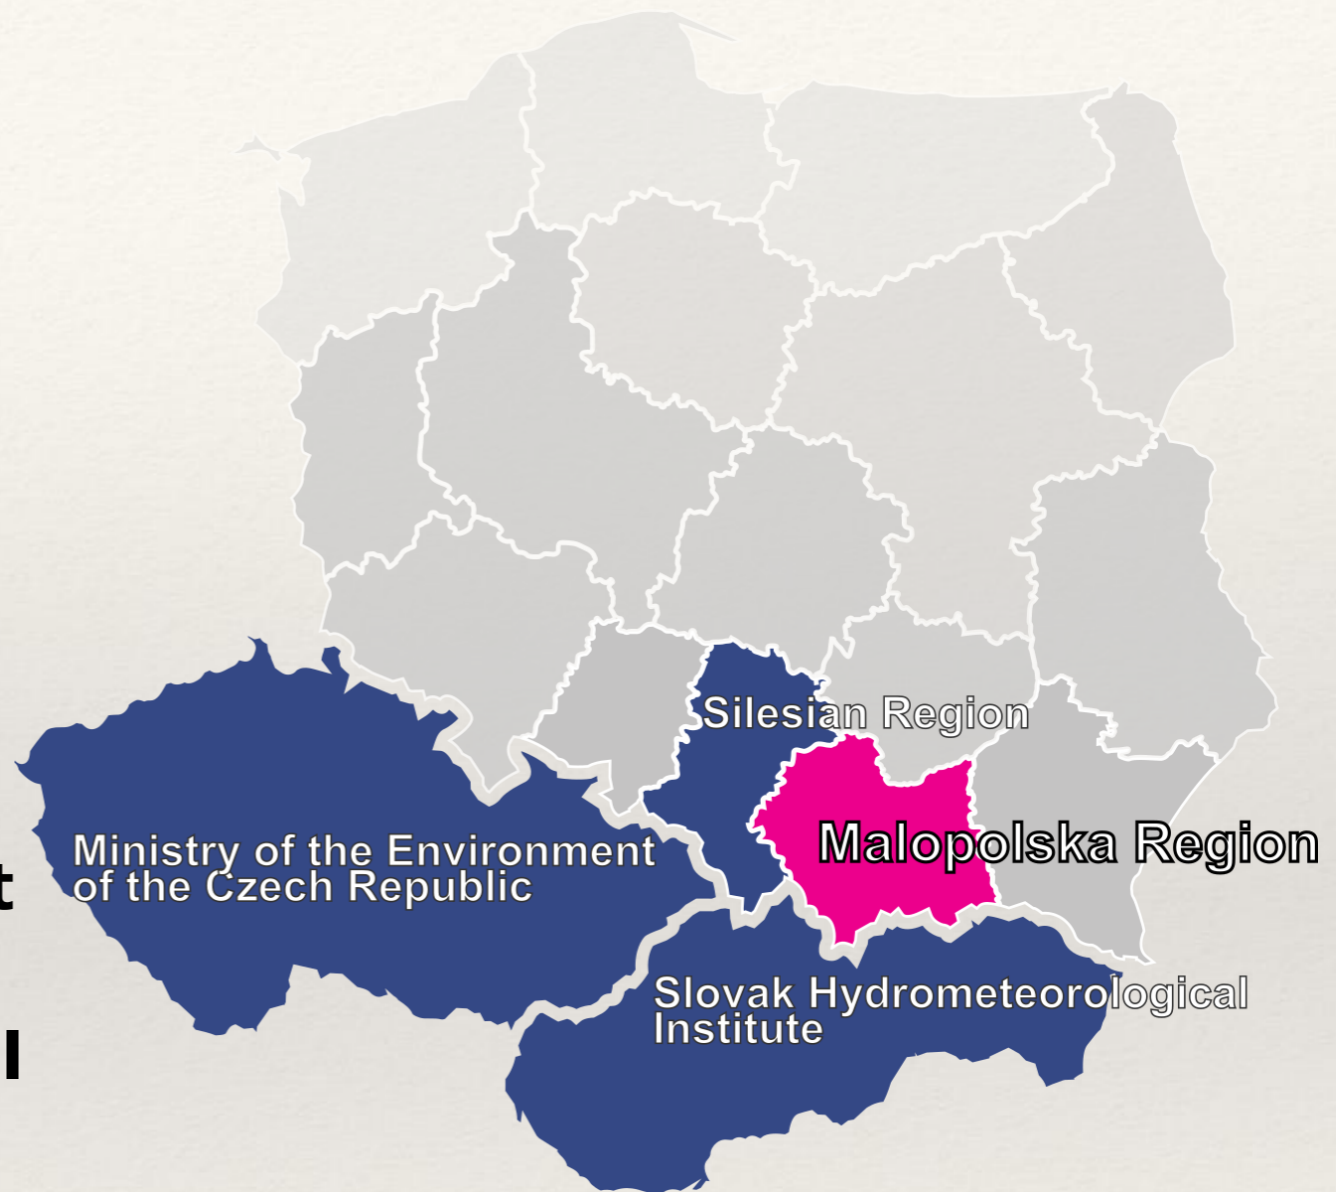 Silesian Region
Malopolska Region
Ministry of the Environment
of the Czech Republic
t
Slovak Hydrometeorological
Institute
l